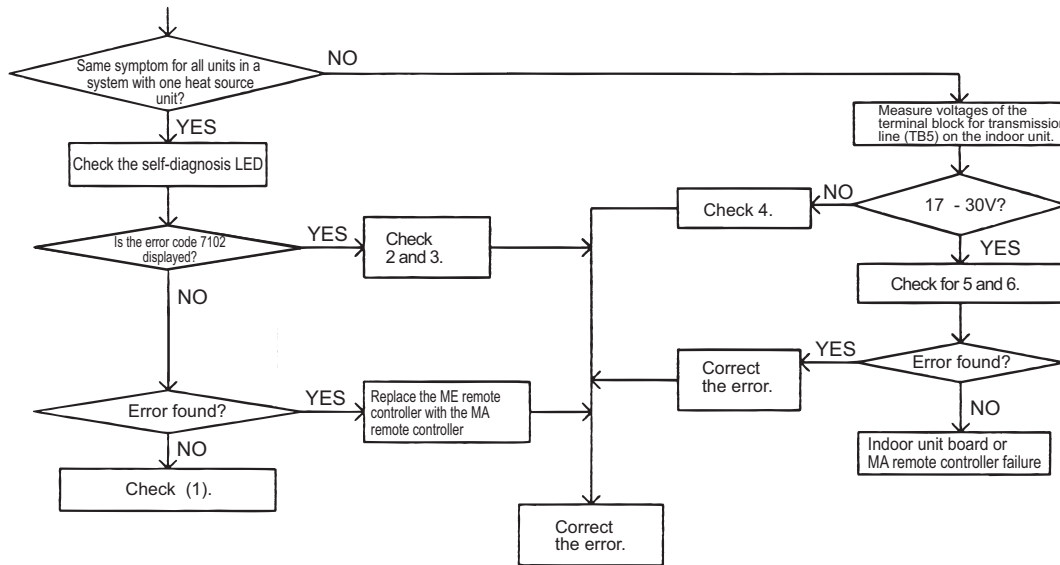 Same symptom for all units in a
system with one heat source
unit?
NO
YES
Measure voltages of the
terminal block for transmission
line (TB5) on the indoor unit.
Check the self-diagnosis LED
NO
17 - 30V?
Check 4.
Is the error code 7102
displayed?
YES
Check
2 and 3.
YES
NO
Check for 5 and 6.
YES
Error found?
Correct
the error.
Error found?
YES
Replace the ME remote
controller with the MA
remote controller
NO
NO
Indoor unit board or
MA remote controller failure
Check (1).
Correct
the error.